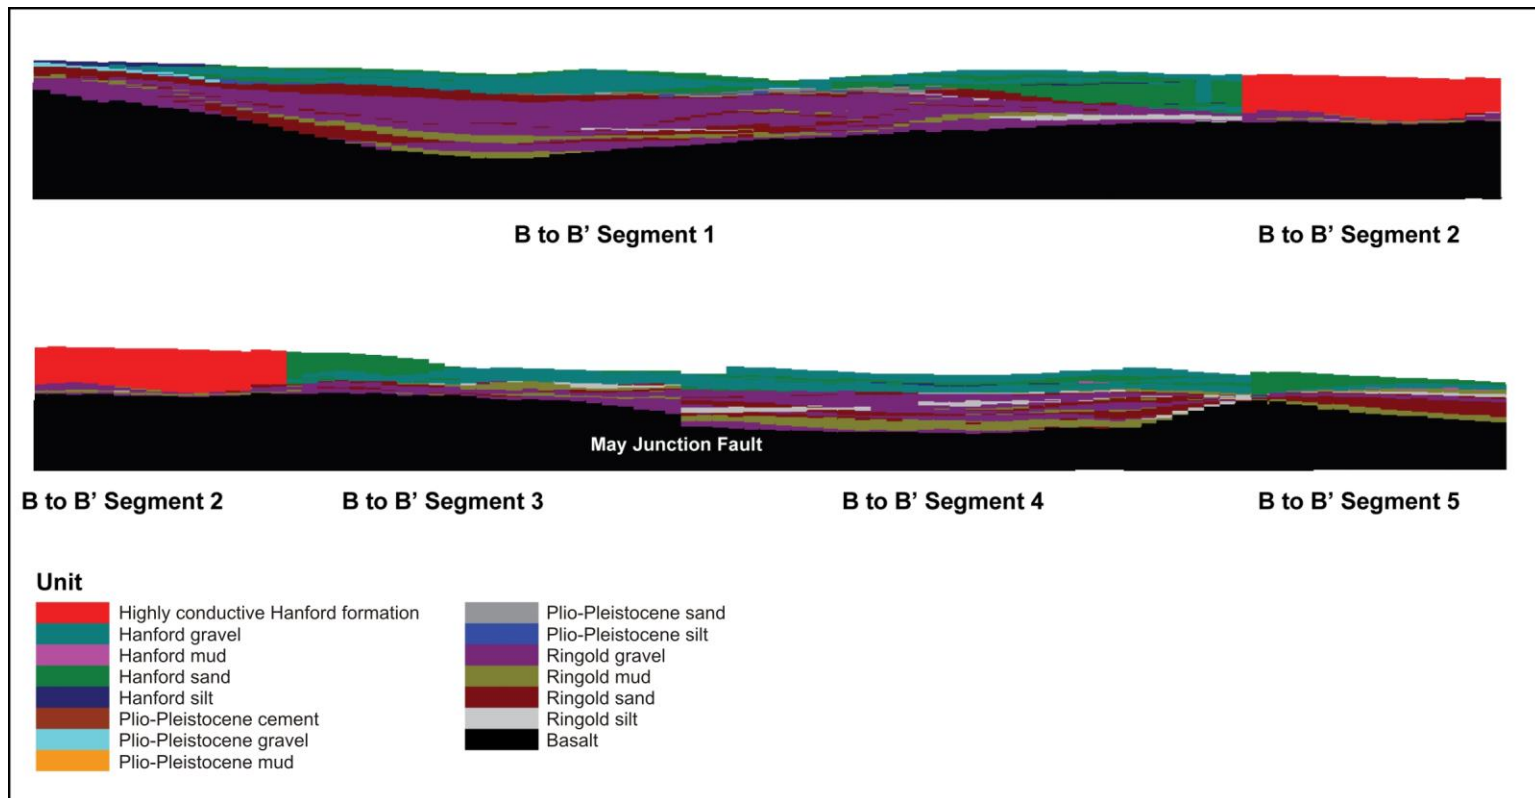 B to B’ Segment 1
B to B’ Segment 2
May Junction Fault
B to B’ Segment 2
B to B’ Segment 3
B to B’ Segment 4
B to B’ Segment 5
Unit
Highly conductive Hanford formation
Hanford gravel
Hanford mud
Hanford sand
Hanford silt
Plio-Pleistocene cement
Plio-Pleistocene gravel
Plio-Pleistocene mud
Plio-Pleistocene sand
Plio-Pleistocene silt
Ringold gravel
Ringold mud
Ringold sand
Ringold silt
Basalt